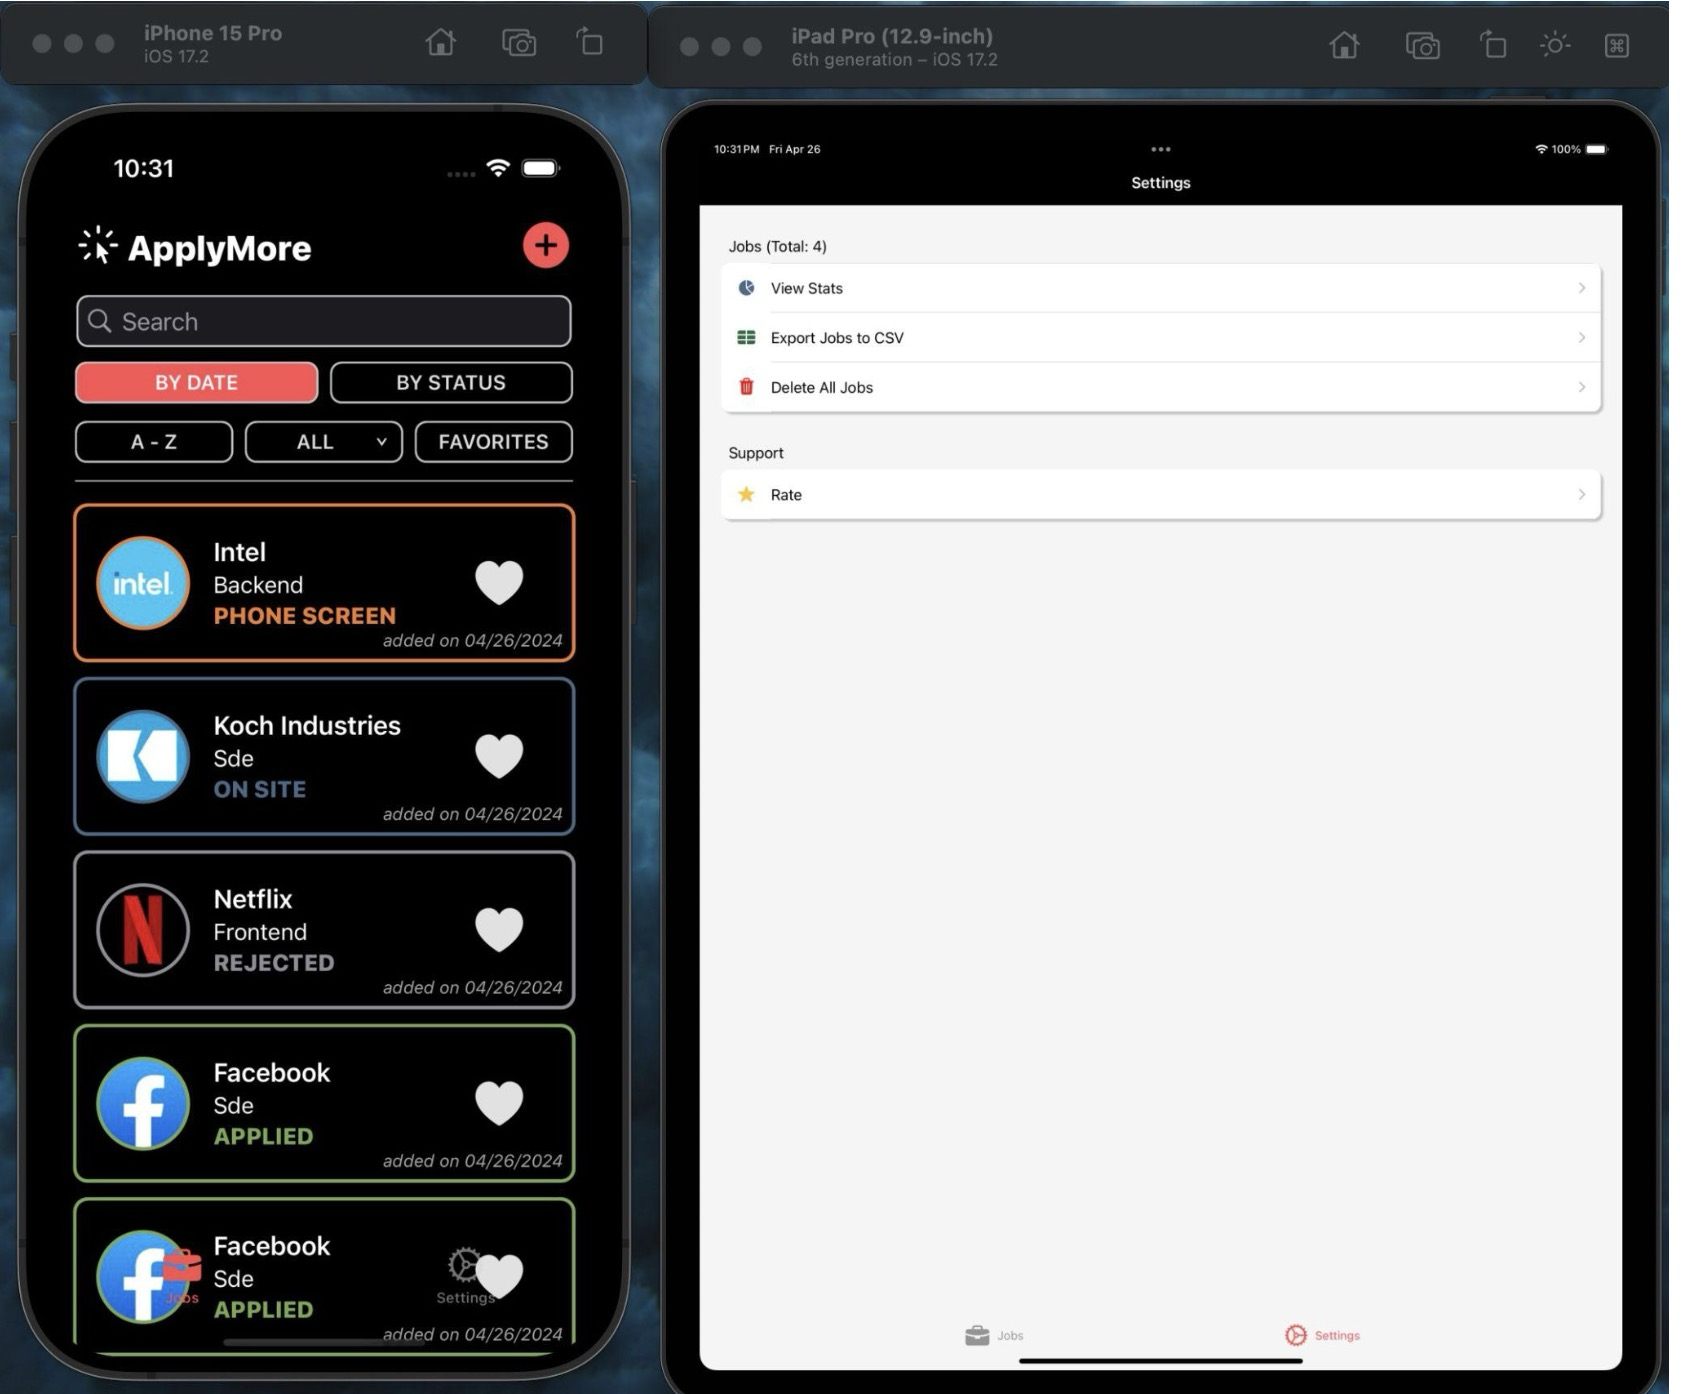 iPhone 15 Pro
iOS 17.2
10:31
ApplyMore
Search
BY DATE
BY STATUS
A - Z
ALL
FAVORITES
intel.
Intel
Backend
PHONE SCREEN
added on 04/26/2024
Koch Industries
Sde
ON SITE
added on 04/26/2024
Netflix
Frontend
REJECTED
added on 04/26/2024
Facebook
Sde
APPLIED
added on 04/26/2024
Facebook
Sde
APPLIED
added on 04/26/2024
Jobs
Settings
iPad Pro (12.9-inch)
6th generation – iOS 17.2
10:31 PM Fri Apr 26
100%
Settings
Jobs (Total: 4)
View Stats
Export Jobs to CSV
Delete All Jobs
Support
Rate
Jobs
Settings